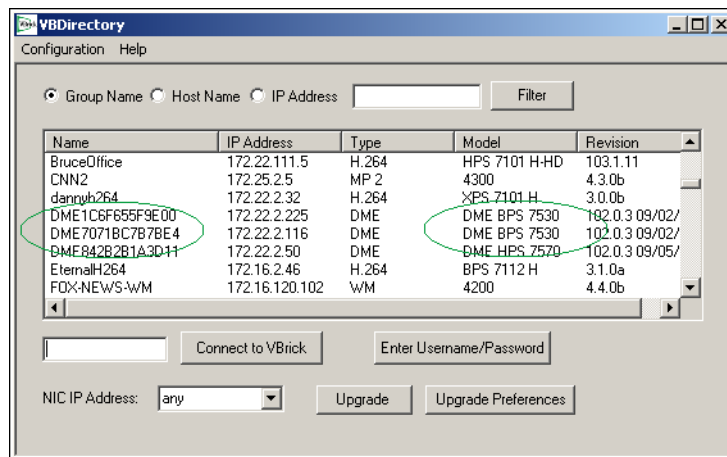 VBDirectory
Configuration Help
Group Name Host Name IP Address Filter
Name IP Address Type Model Revision
BruceOffice 172.22.111.5 H.264 HPS 7101 H-HD 103.1.11
CNN2 172.25.2.5 MP 2 4300 4.3.0b
dannyh264 172.22.2.32 H.264 XPS 7101 H 3.0.0b
DME1C6F655F9E00 172.22.2.225 DME DME BPS 7530 102.0.3 09/02/
DME7071BC7B7BE4 172.22.2.116 DME DME BPS 7530 102.0.3 09/02/
DME842B2B1A3D11 172.22.2.50 DME DME HPS 7570 102.0.3 09/05/
EternalH264 172.16.2.46 H.264 BPS 7112 H 3.1.0a
FOX-NEWS-WM 172.16.120.102 WM 4200 4.4.0b
Connect to VBrick Enter Username/Password
NIC IP Address: any Upgrade Upgrade Preferences